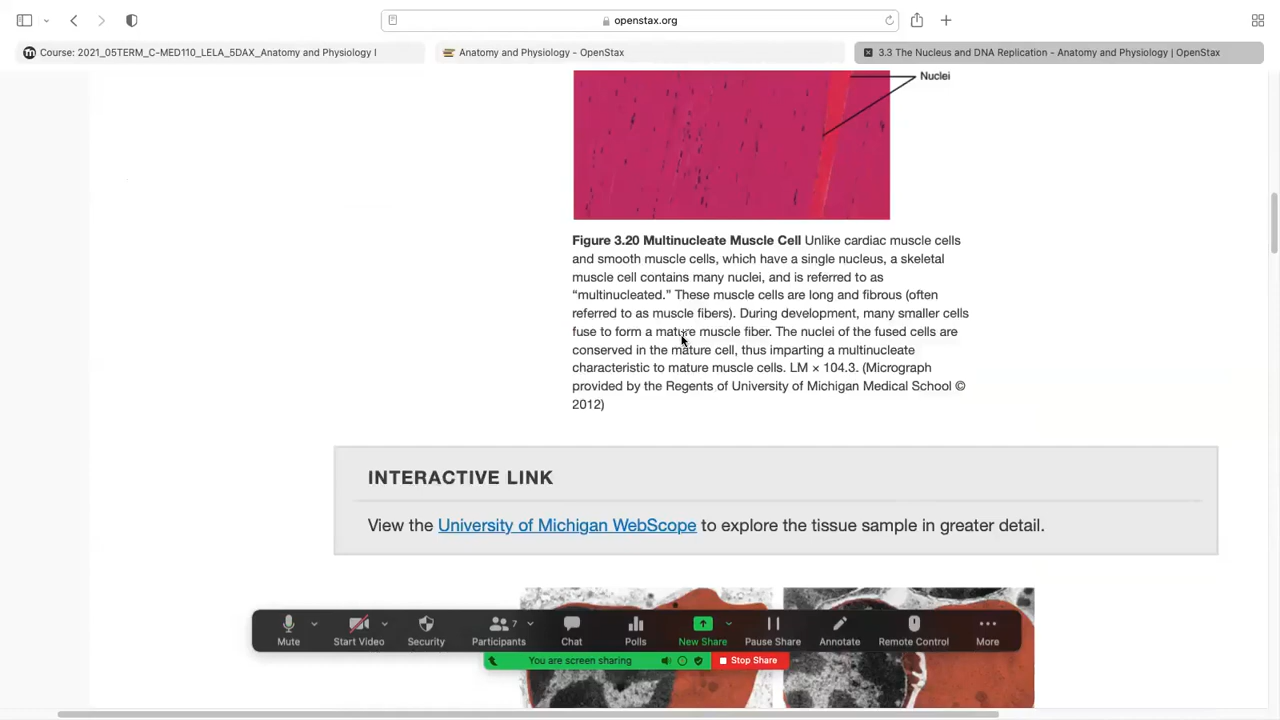 openstax.org
Course: 2021_05TERM_C-MED110_LELA_5DAX_Anatomy and Physiology I
Anatomy and Physiology - OpenStax
3.3 The Nucleus and DNA Replication - Anatomy and Physiology | OpenStax
Nuclei
Figure 3.20 Multinucleate Muscle Cell Unlike cardiac muscle cells
and smooth muscle cells, which have a single nucleus, a skeletal
muscle cell contains many nuclei, and is referred to as
“multinucleated.” These muscle cells are long and fibrous (often
referred to as muscle fibers). During development, many smaller cells
fuse to form a mature muscle fiber. The nuclei of the fused cells are
conserved in the mature cell, thus imparting a multinucleate
characteristic to mature muscle cells. LM × 104.3. (Micrograph
provided by the Regents of University of Michigan Medical School ©
2012)
INTERACTIVE LINK
View the University of Michigan WebScope to explore the tissue sample in greater detail.
7
Mute
Start Video
Security
Participants
Chat
Polls
New Share
Pause Share
Annotate
Remote Control
More
You are screen sharing
Stop Share